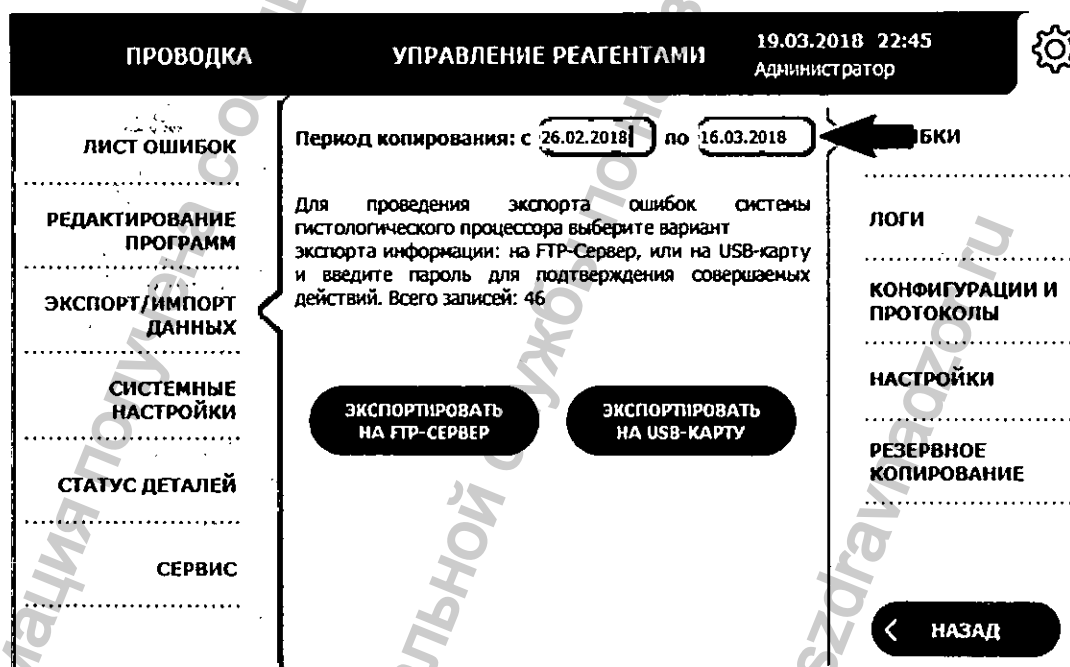 ПРОВОДКА
УПРАВЛЕНИЕ РЕАГЕНТАМИ
19.03.2018 22:45
Администратор
ЛИСТ ОШИБОК
РЕДАКТИРОВАНИЕ
ПРОГРАММ
ЭКСПОРТ/ИМПОРТ
ДАННЫХ
СИСТЕМНЫЕ
НАСТРОЙКИ
СТАТУС ДЕТАЛЕЙ
СЕРВИС
Период копирования: с 26.02.2018 по 16.03.2018
Для проведения экспорта ошибок системы
гистологического процессора выберите вариант
экспорта информации: на FTP-Сервер, или на USB-карту
и введите пароль для подтверждения совершаемых
действий. Всего записей: 46
ЭКСПОРТИРОВАТЬ
НА FTP-СЕРВЕР
ЭКСПОРТИРОВАТЬ
НА USB-КАРТУ
БКИ
ЛОГИ
КОНФИГУРАЦИИ И
ПРОТОКОЛЫ
НАСТРОЙКИ
РЕЗЕРВНОЕ
КОПИРОВАНИЕ
НАЗАД